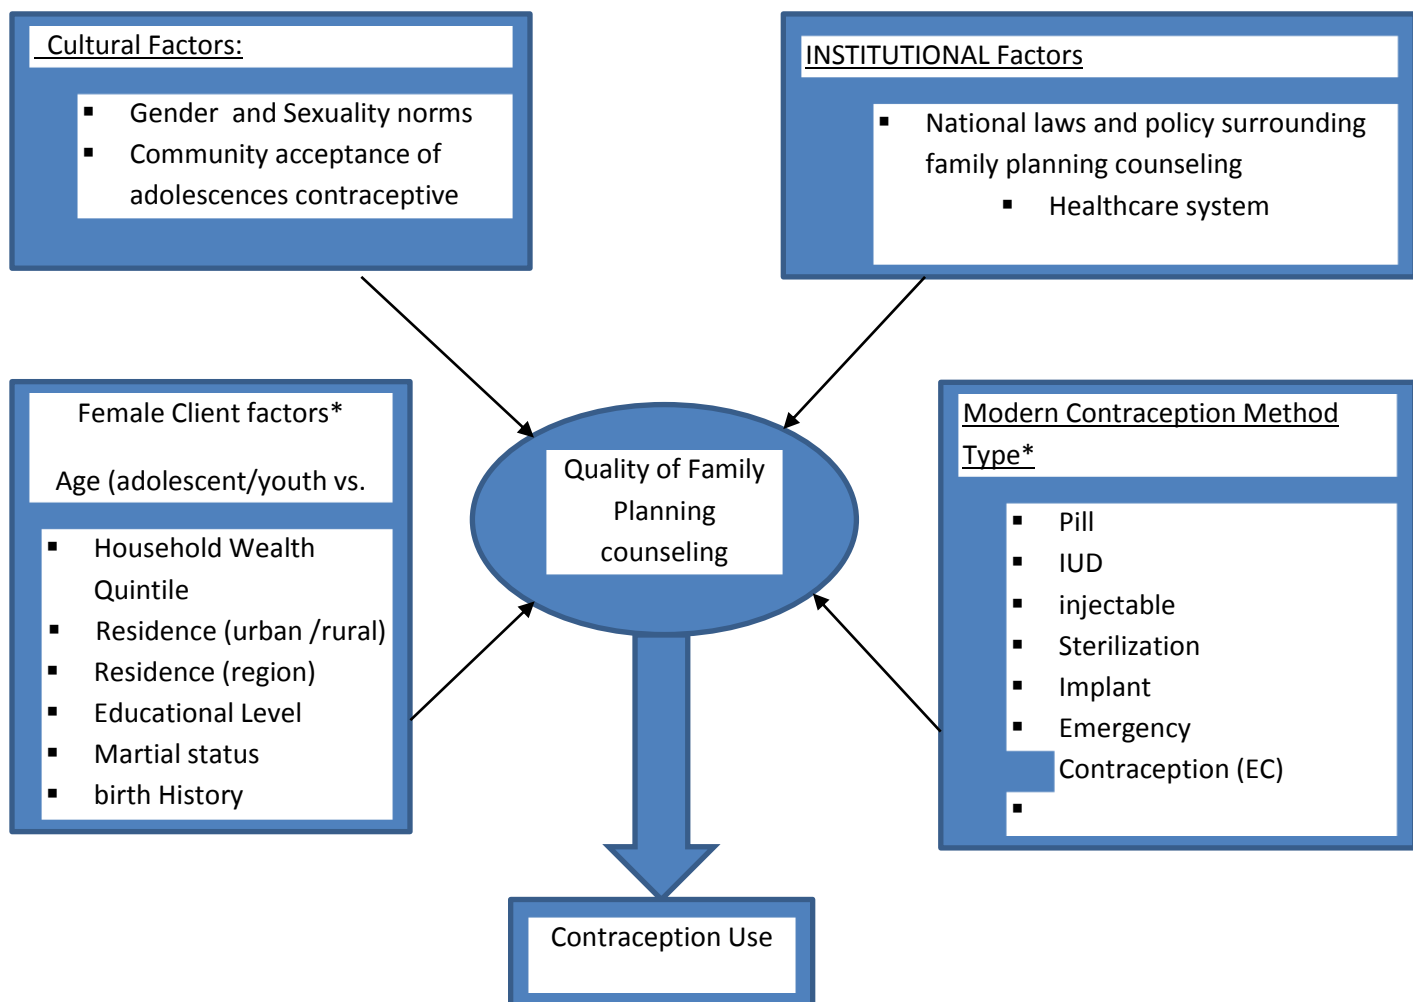 Cultural Factors:
▪ Gender and Sexuality norms
▪ Community acceptance of
adolescences contraceptive
INSTITUTIONAL Factors
▪ National laws and policy surrounding
family planning counseling
▪ Healthcare system
Female Client factors*
Age (adolescent/youth vs.
▪ Household Wealth
Quintile
▪ Residence (urban /rural)
▪ Residence (region)
▪ Educational Level
▪ Martial status
▪ birth History
Quality of Family
Planning
counseling
Modern Contraception Method
Type*
▪ Pill
▪ IUD
▪ injectable
▪ Sterilization
▪ Implant
▪ Emergency
Contraception (EC)
▪
Contraception Use